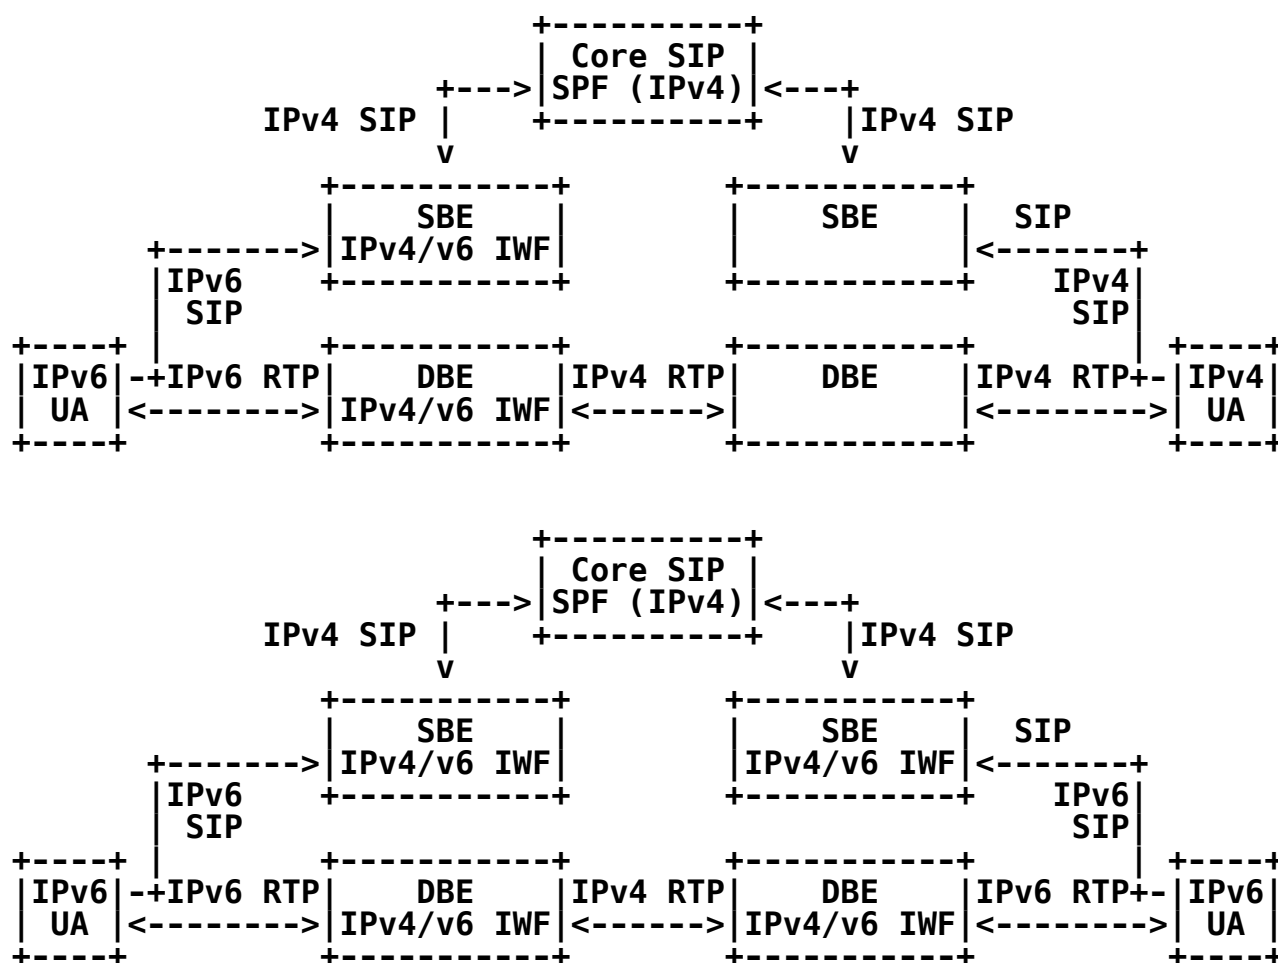 +----------+
| Core SIP |
+--->|SPF (IPv4)|<---+
IPv4 SIP |    +----------+    |IPv4 SIP
v                    v
+-----------+        +-----------+
|    SBE    |        |    SBE    |  SIP
+------->|IPv4/v6 IWF|        |           |<-------+
|IPv6    +-----------+        +-----------+    IPv4|
| SIP                                           SIP|
+----+ |        +-----------+        +-----------+        | +----+
|IPv6|-+IPv6 RTP|    DBE    |IPv4 RTP|    DBE    |IPv4 RTP+-|IPv4|
| UA |<-------->|IPv4/v6 IWF|<------>|           |<-------->| UA |
+----+          +-----------+        +-----------+          +----+
+----------+
| Core SIP |
+--->|SPF (IPv4)|<---+
IPv4 SIP |    +----------+    |IPv4 SIP
v                    v
+-----------+        +-----------+
|    SBE    |        |    SBE    |  SIP
+------->|IPv4/v6 IWF|        |IPv4/v6 IWF|<-------+
|IPv6    +-----------+        +-----------+    IPv6|
| SIP                                           SIP|
+----+ |        +-----------+        +-----------+        | +----+
|IPv6|-+IPv6 RTP|    DBE    |IPv4 RTP|    DBE    |IPv6 RTP+-|IPv6|
| UA |<-------->|IPv4/v6 IWF|<------>|IPv4/v6 IWF|<-------->| UA |
+----+          +-----------+        +-----------+          +----+